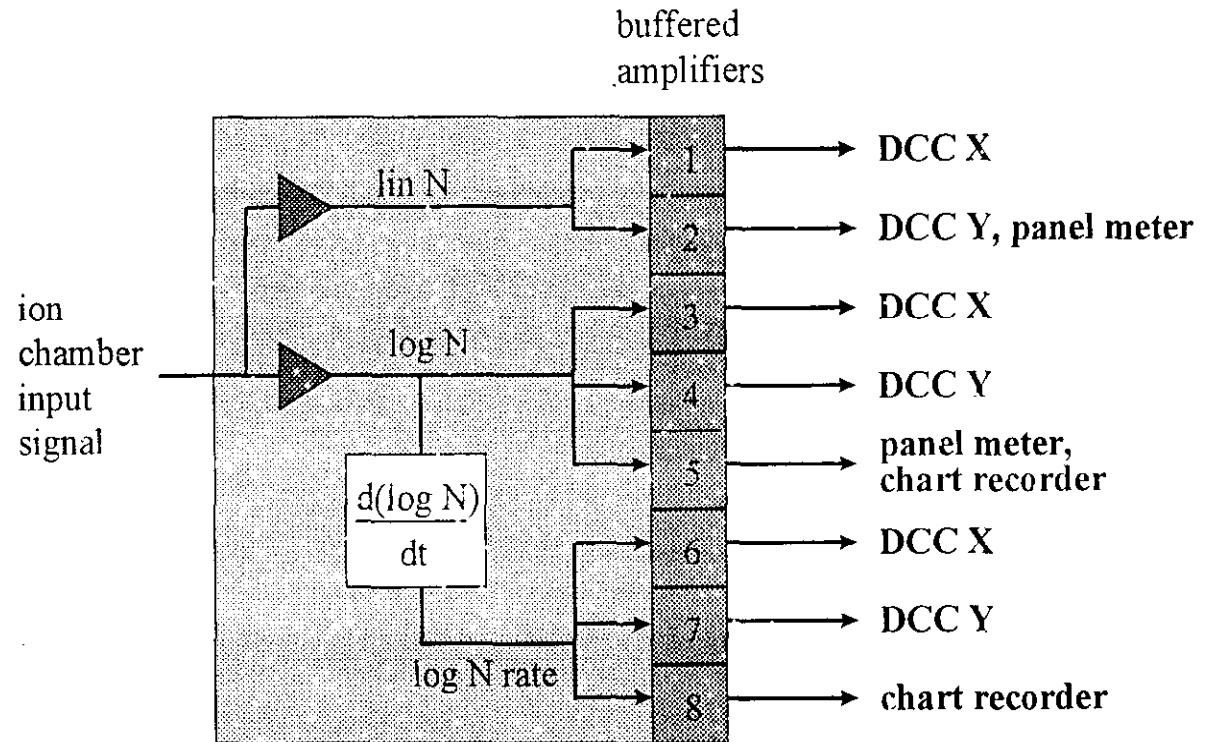 buffered
amplifiers
lin N
1
DCC X
2
DCC Y, panel meter
ion
chamber
input
signal
log N
3
DCC X
4
DCC Y
5
panel meter,
chart recorder
d(log N)
dt
6
DCC X
7
DCC Y
log N rate
8
chart recorder